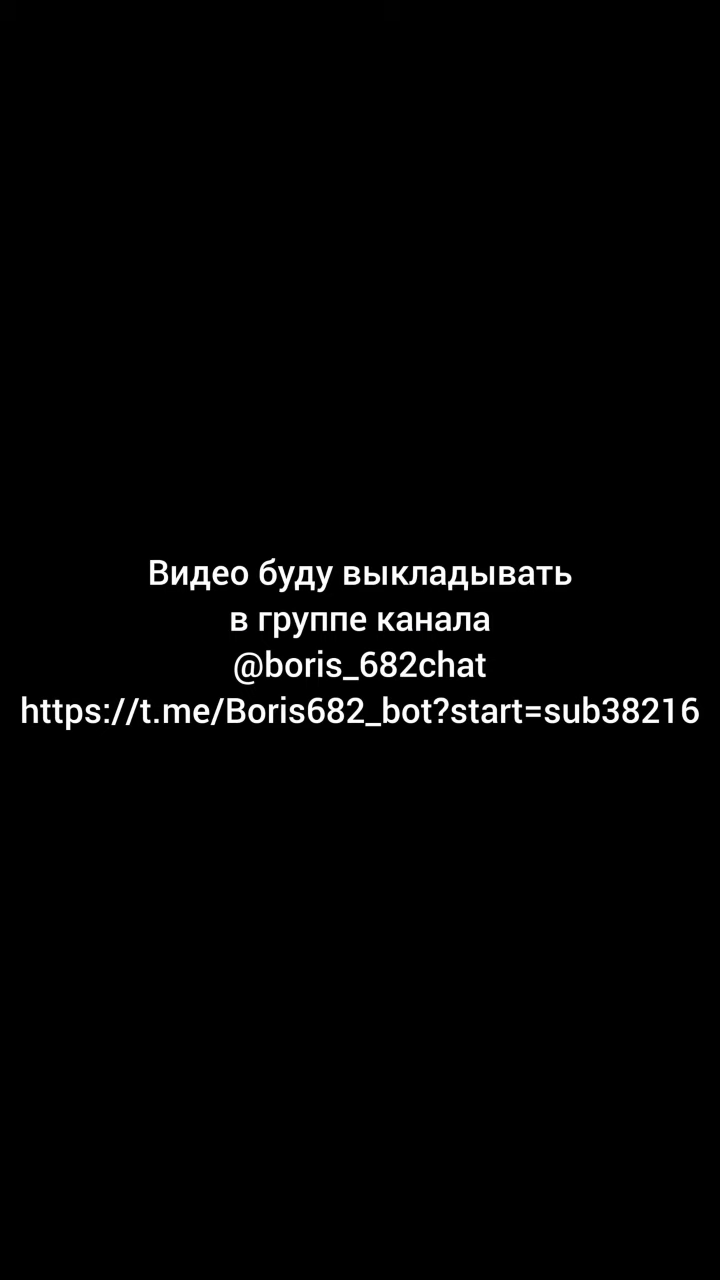 Видео буду выкладывать
в группе канала
@boris_682chat
https://t.me/Boris682_bot?start=sub38216